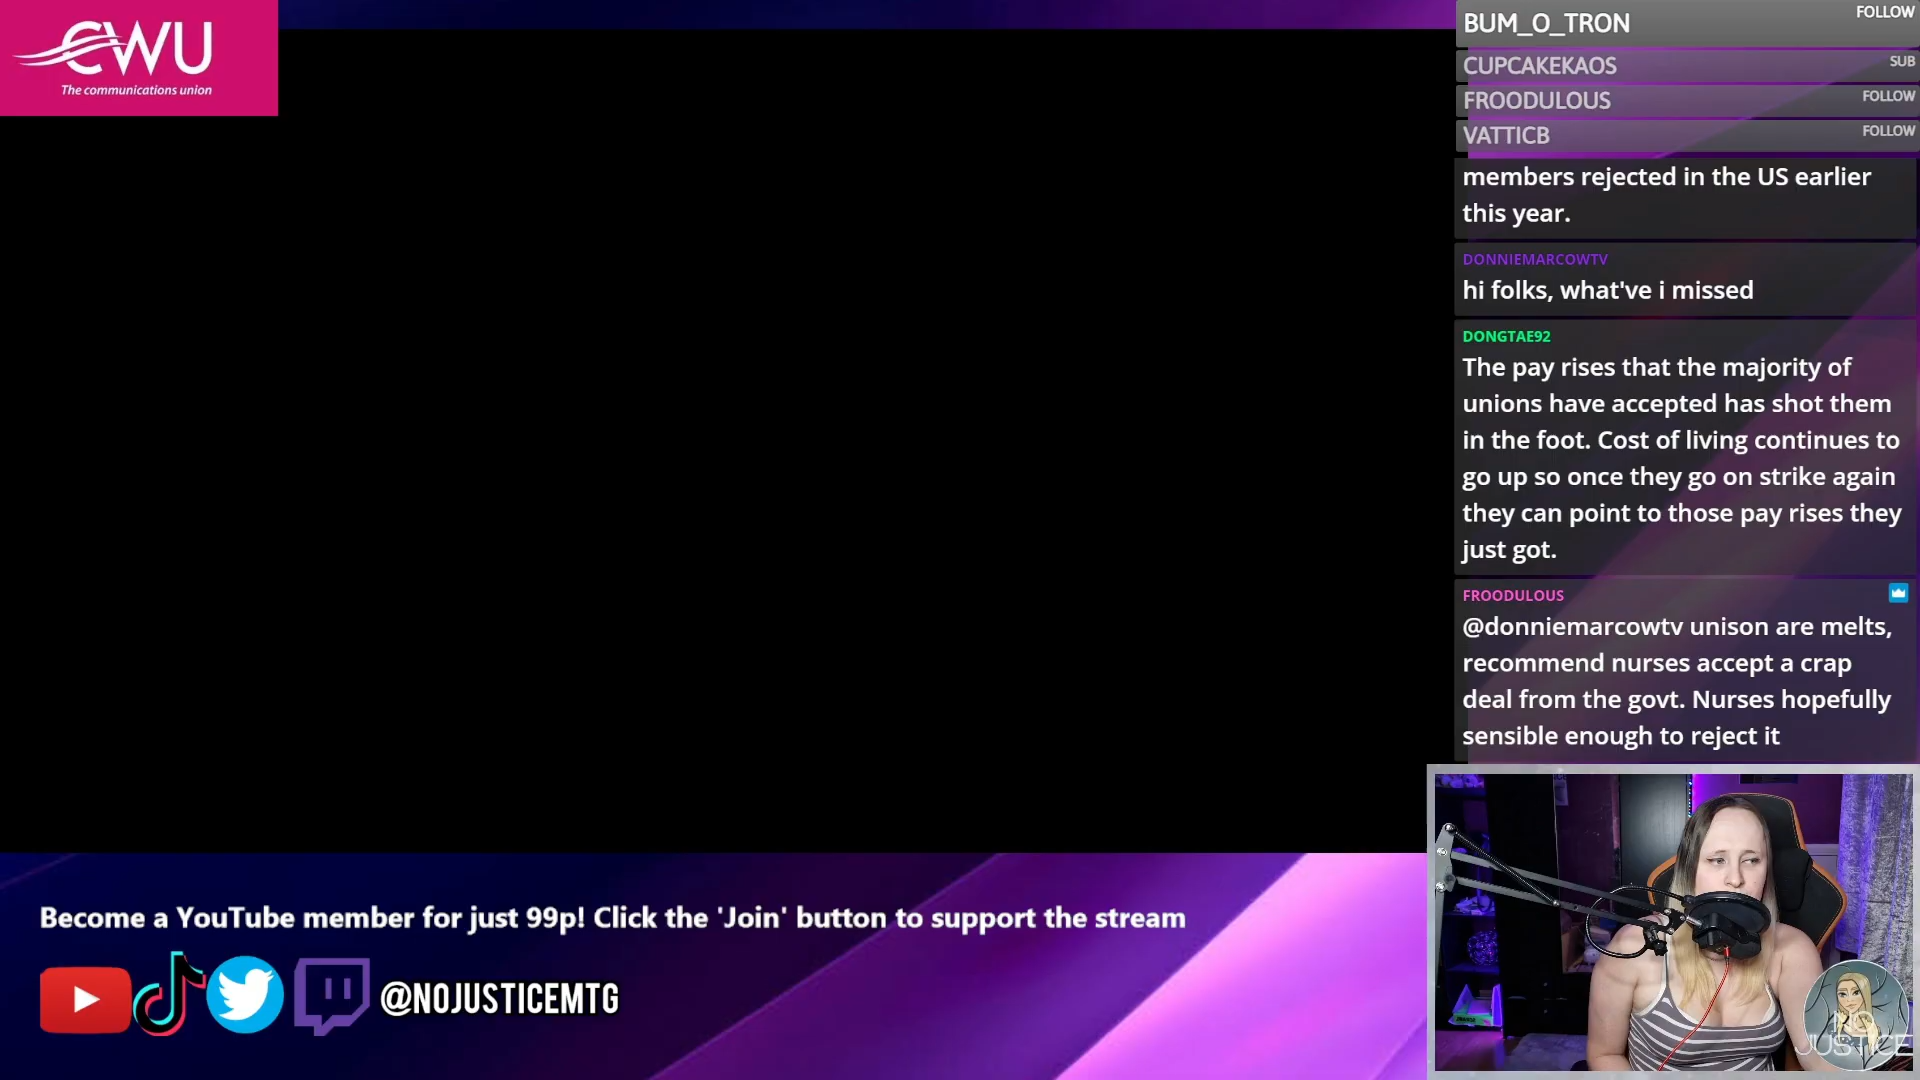 CWU
The communications union
BUM_O_TRON FOLLOW
CUPCAKEKAOS SUB
FROODULOUS FOLLOW
VATTICB FOLLOW
members rejected in the US earlier
this year.
DONNIEMARCOWTV
hi folks, what've i missed
DONGTAE92
The pay rises that the majority of
unions have accepted has shot them
in the foot. Cost of living continues to
go up so once they go on strike again
they can point to those pay rises they
just got.
FROODULOUS
@donniemarcowtv unison are melts,
recommend nurses accept a crap
deal from the govt. Nurses hopefully
sensible enough to reject it
Become a YouTube member for just 99p! Click the 'Join' button to support the stream
@NOJUSTICEMTG
NO
JUSTICE